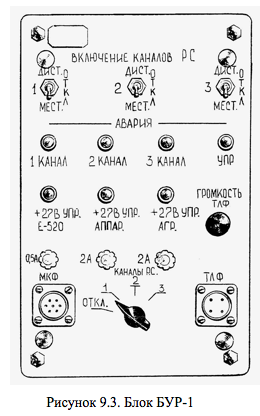 ВКЛЮЧЕНИЕ КАНАЛОВ РС
ДИСТ. ДИСТ. ДИСТ.
1 ОТКЛ 2 ОТКЛ 3 ОТКЛ
МЕСТ. МЕСТ. МЕСТ.
АВАРИЯ
1 КАНАЛ 2 КАНАЛ 3 КАНАЛ УПР
ГРОМКОСТЬ
ТЛФ
+27В УПР. +27В УПР. +27В УПР.
Е-520 АППАР. АГР.
0,5А 2А 2А
МКФ КАНАЛЫ Р.С. ТЛФ
1 2 3
ОТКЛ.
Рисунок 9.3. Блок БУР-1